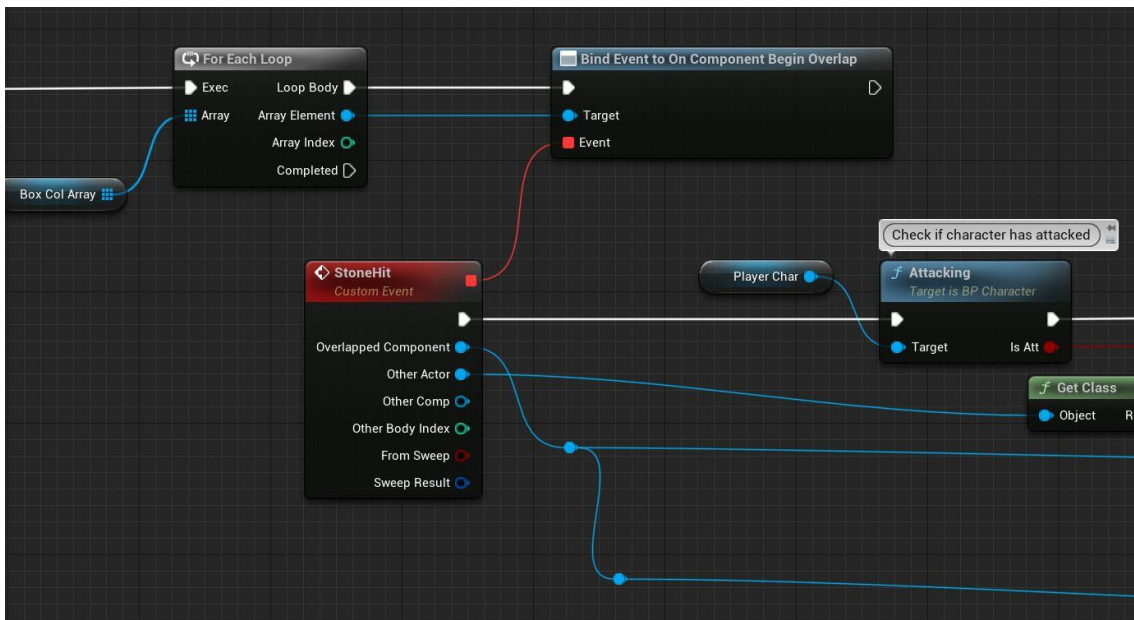 For Each Loop
Exec
Loop Body
Array
Array Element
Array Index
Completed
Box Col Array
Bind Event to On Component Begin Overlap
Target
Event
StoneHit
Custom Event
Overlapped Component
Other Actor
Other Comp
Other Body Index
From Sweep
Sweep Result
Player Char
Check if character has attacked
f Attacking
Target is BP Character
Target
Is Att
f Get Class
Object
R